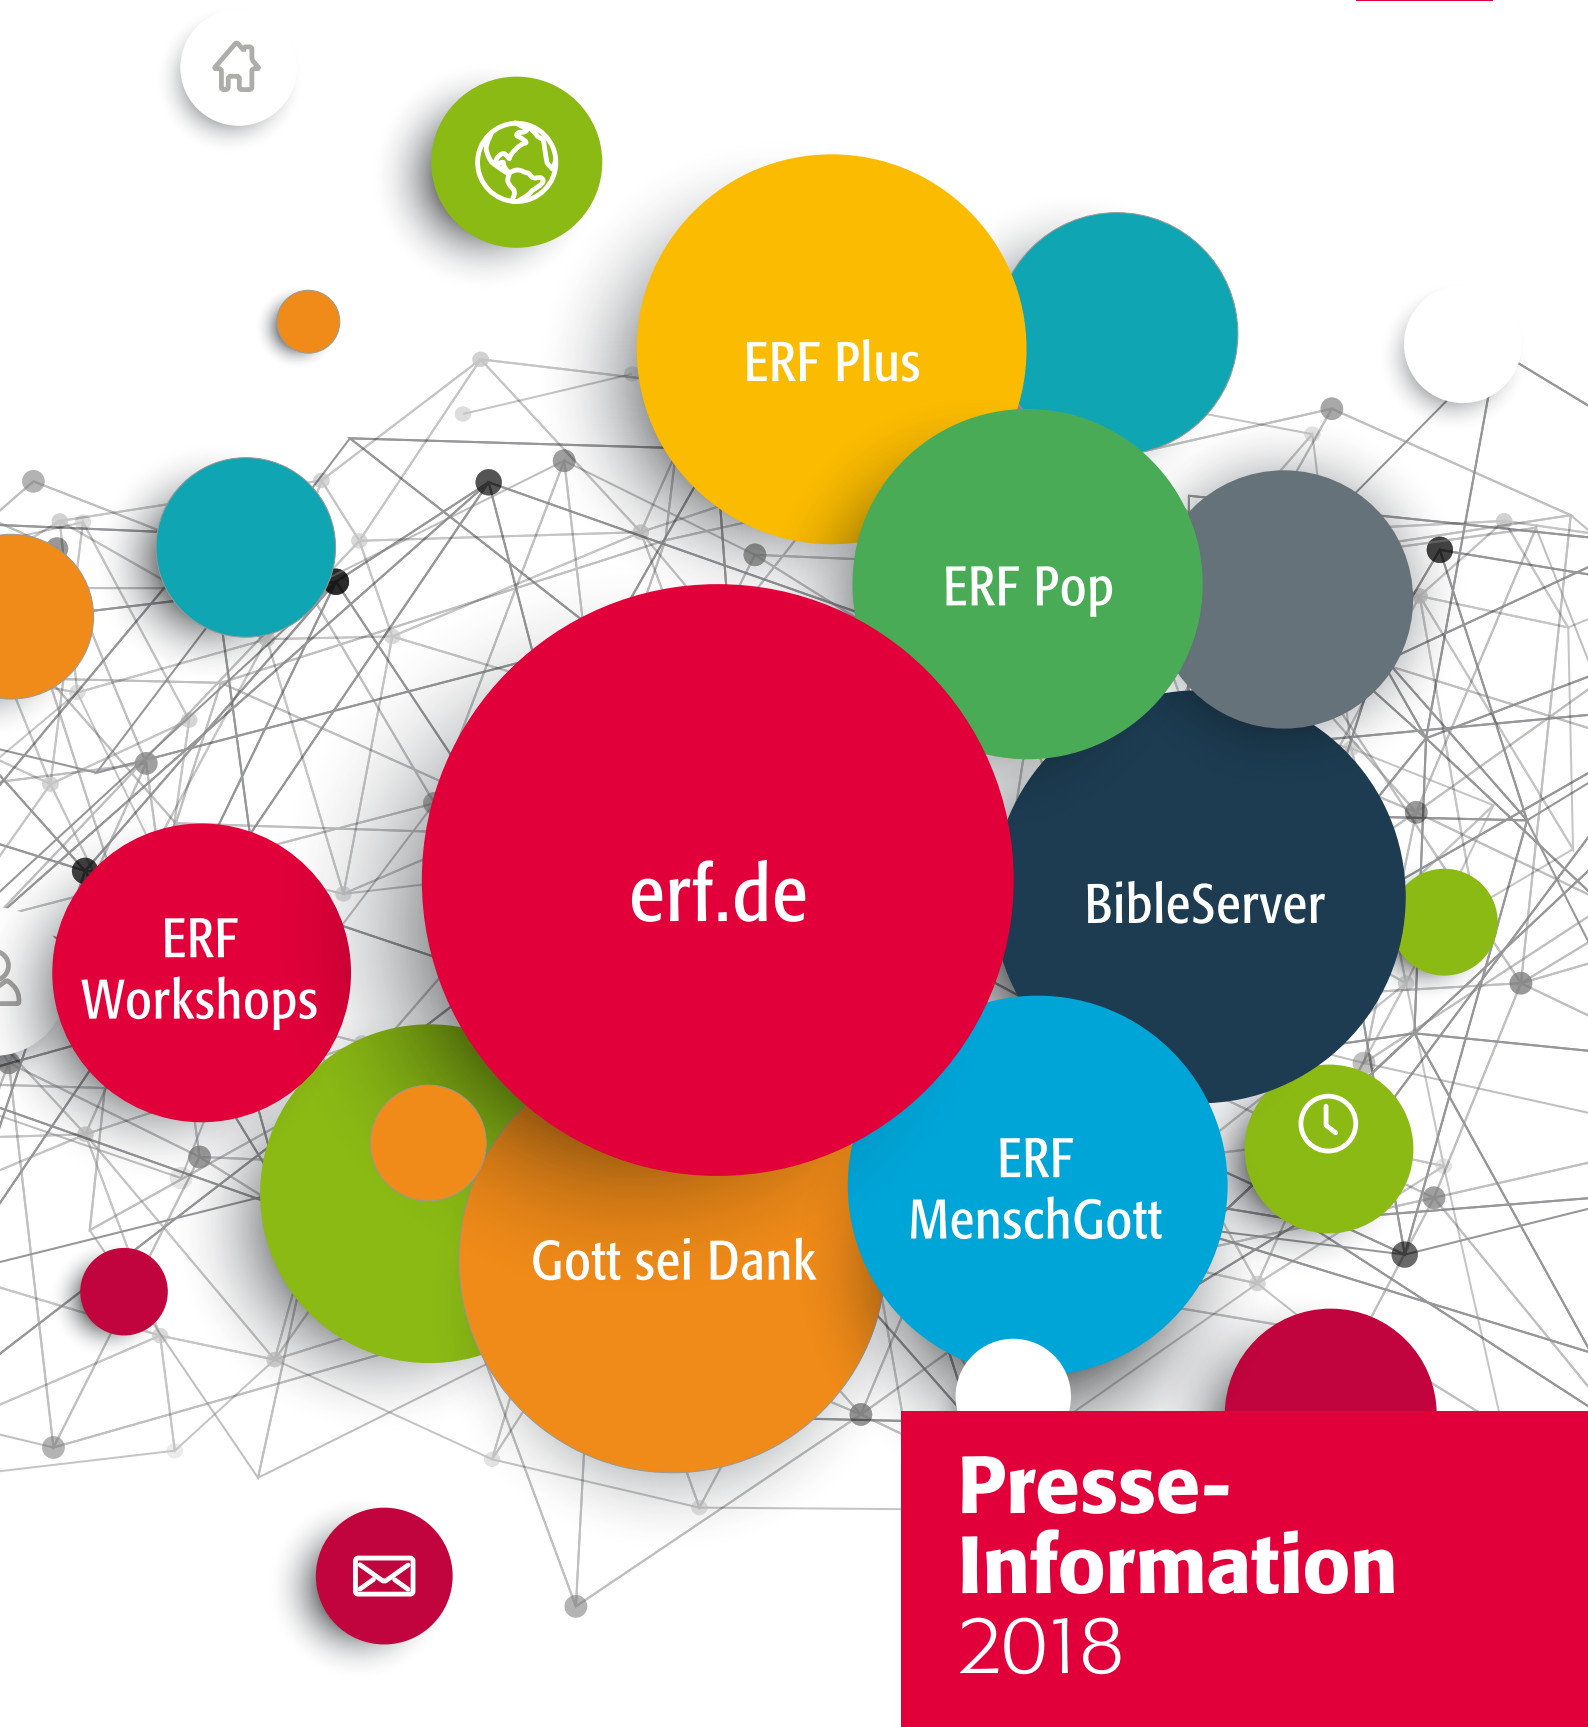 ERF Plus
ERF Pop
erf.de
BibleServer
ERF
Workshops
ERF
MenschGott
Gott sei Dank
Presse-
Information
2018